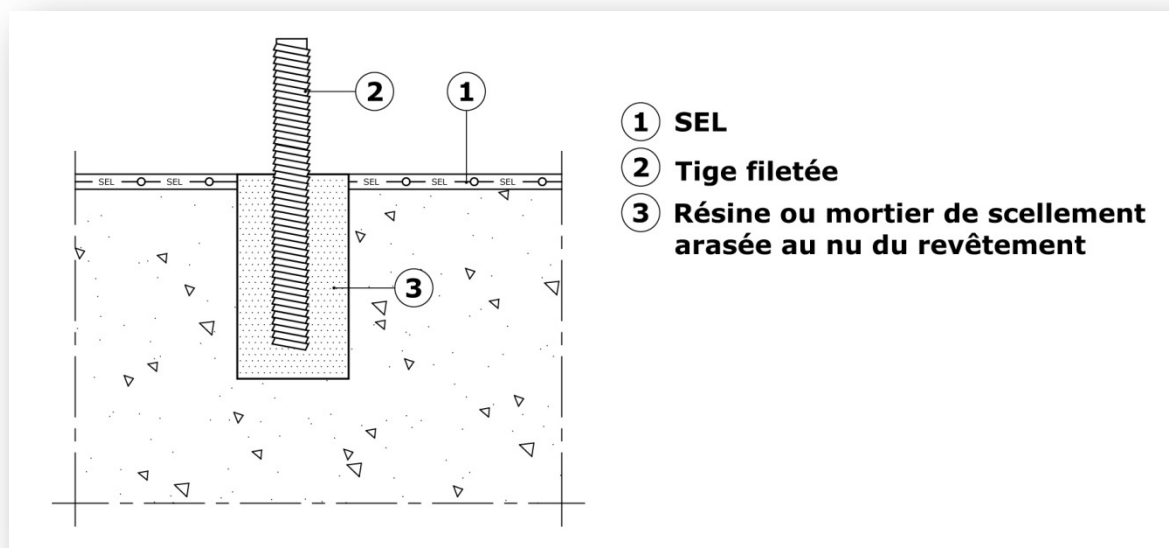 2
1
SEL SEL SEL SEL SEL
3
1 SEL
2 Tige filetée
3 Résine ou mortier de scellement
arasée au nu du revêtement